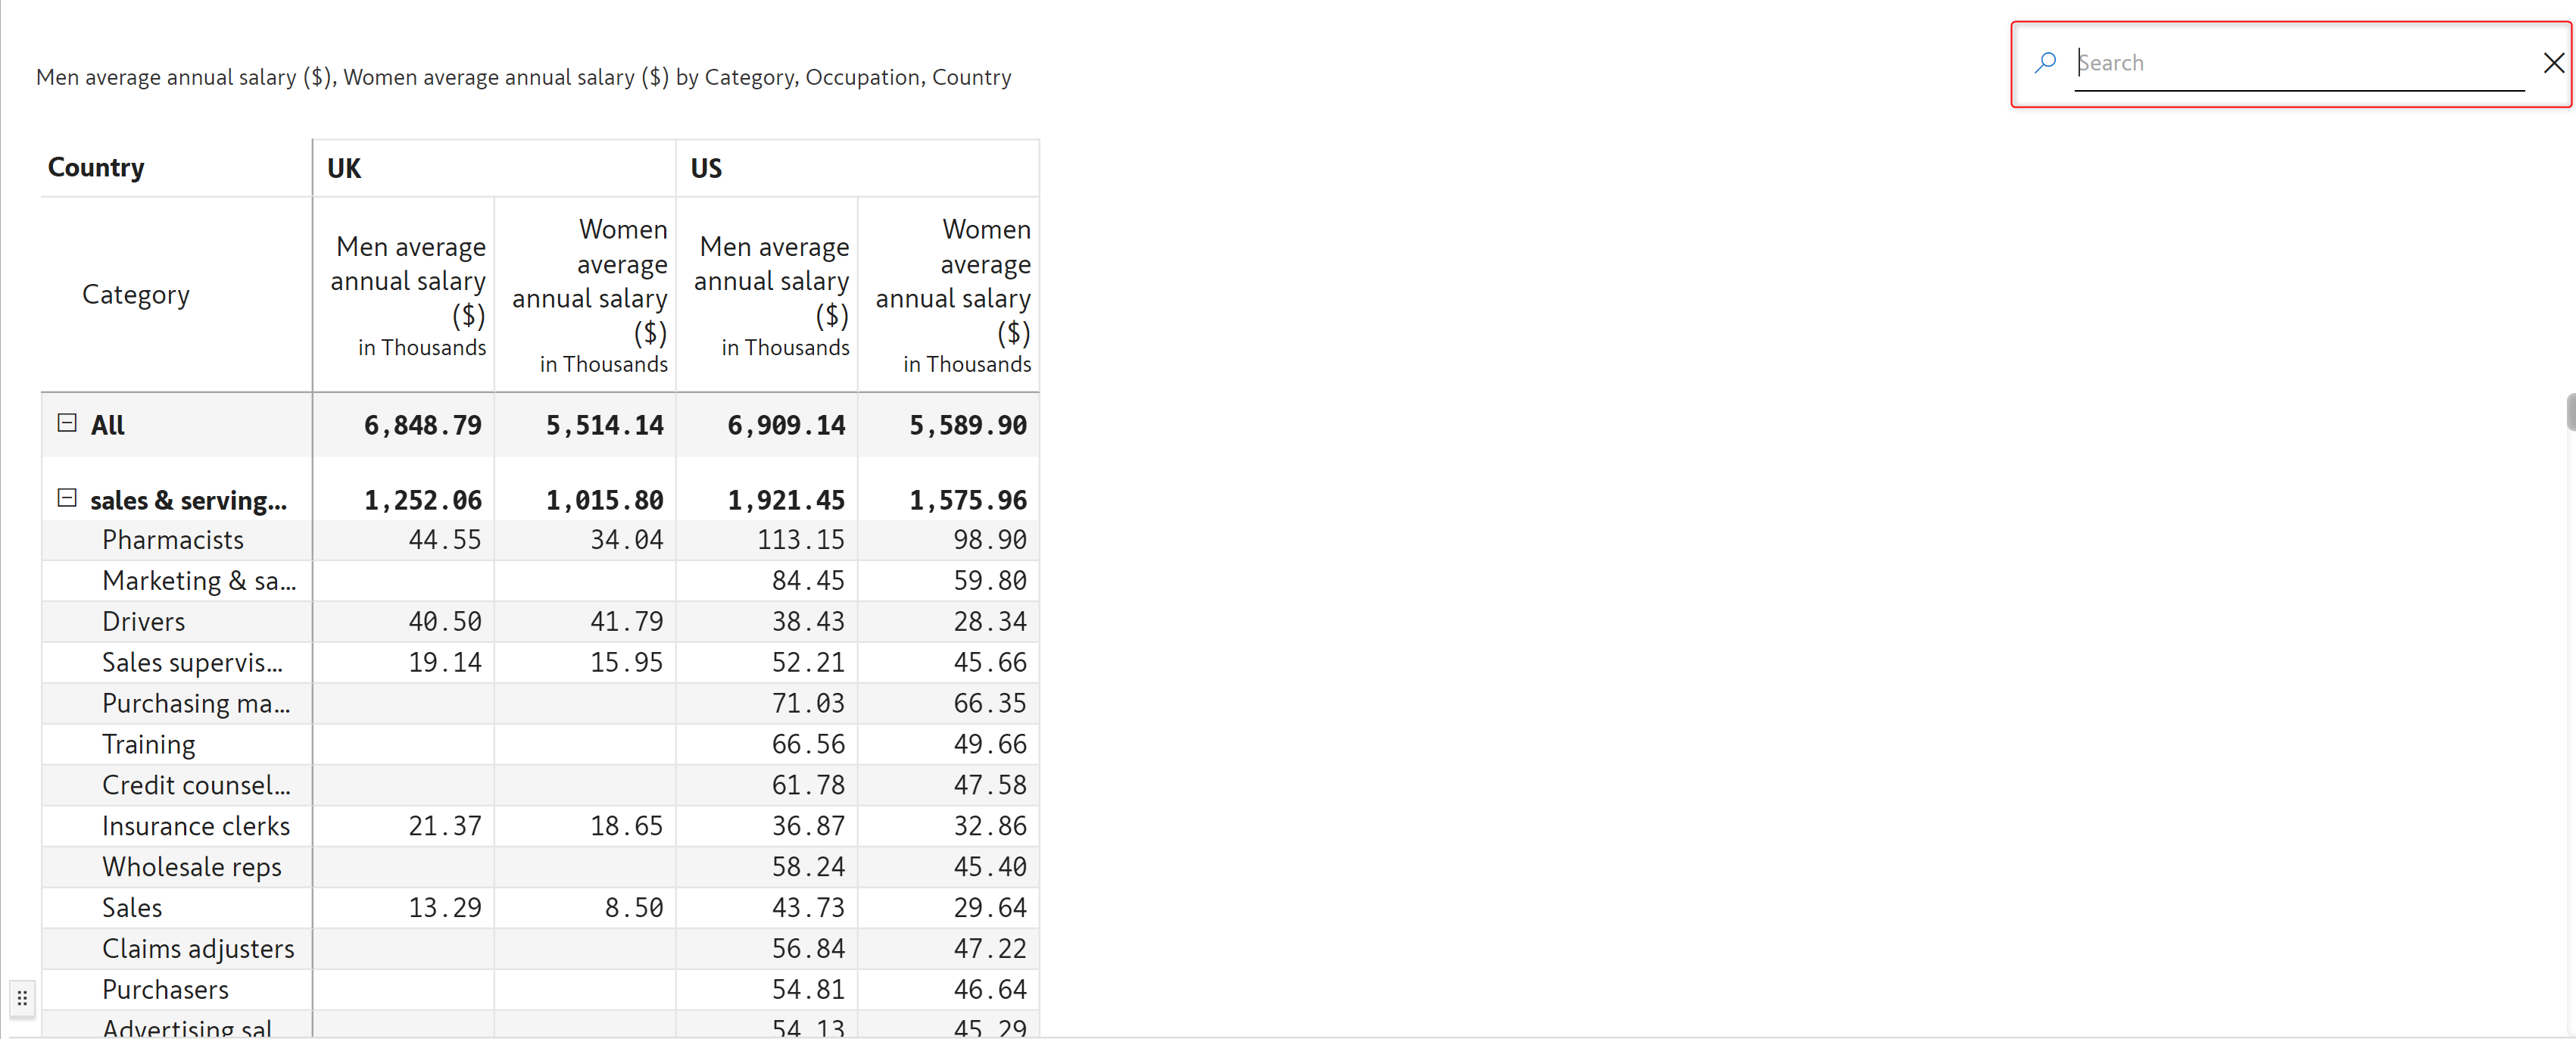 Search
Men average annual salary ($), Women average annual salary ($) by Category, Occupation, Country
Country UK US
Category Men average annual salary ($) in Thousands Women average annual salary ($) in Thousands Men average annual salary ($) in Thousands Women average annual salary ($) in Thousands
All 6,848.79 5,514.14 6,909.14 5,589.90
sales & serving... 1,252.06 1,015.80 1,921.45 1,575.96
Pharmacists 44.55 34.04 113.15 98.90
Marketing & sa... 84.45 59.80
Drivers 40.50 41.79 38.43 28.34
Sales supervis... 19.14 15.95 52.21 45.66
Purchasing ma... 71.03 66.35
Training 66.56 49.66
Credit counsel... 61.78 47.58
Insurance clerks 21.37 18.65 36.87 32.86
Wholesale reps 58.24 45.40
Sales 13.29 8.50 43.73 29.64
Claims adjusters 56.84 47.22
Purchasers 54.81 46.64
Advertising sal 54.13 45.29